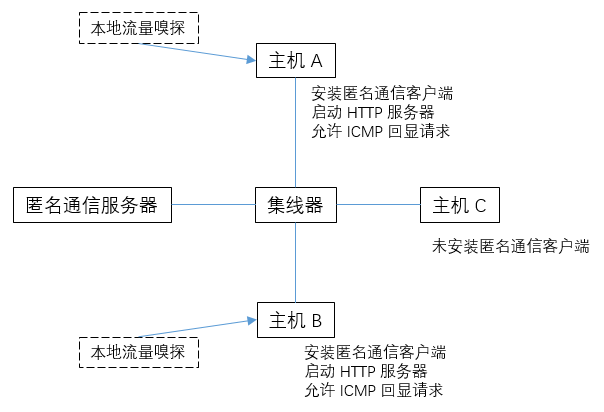 本地流量嗅探
主机 A
安装匿名通信客户端
启动 HTTP 服务器
允许 ICMP 回显请求
匿名通信服务器
集线器
主机 C
未安装匿名通信客户端
主机 B
本地流量嗅探
安装匿名通信客户端
启动 HTTP 服务器
允许 ICMP 回显请求